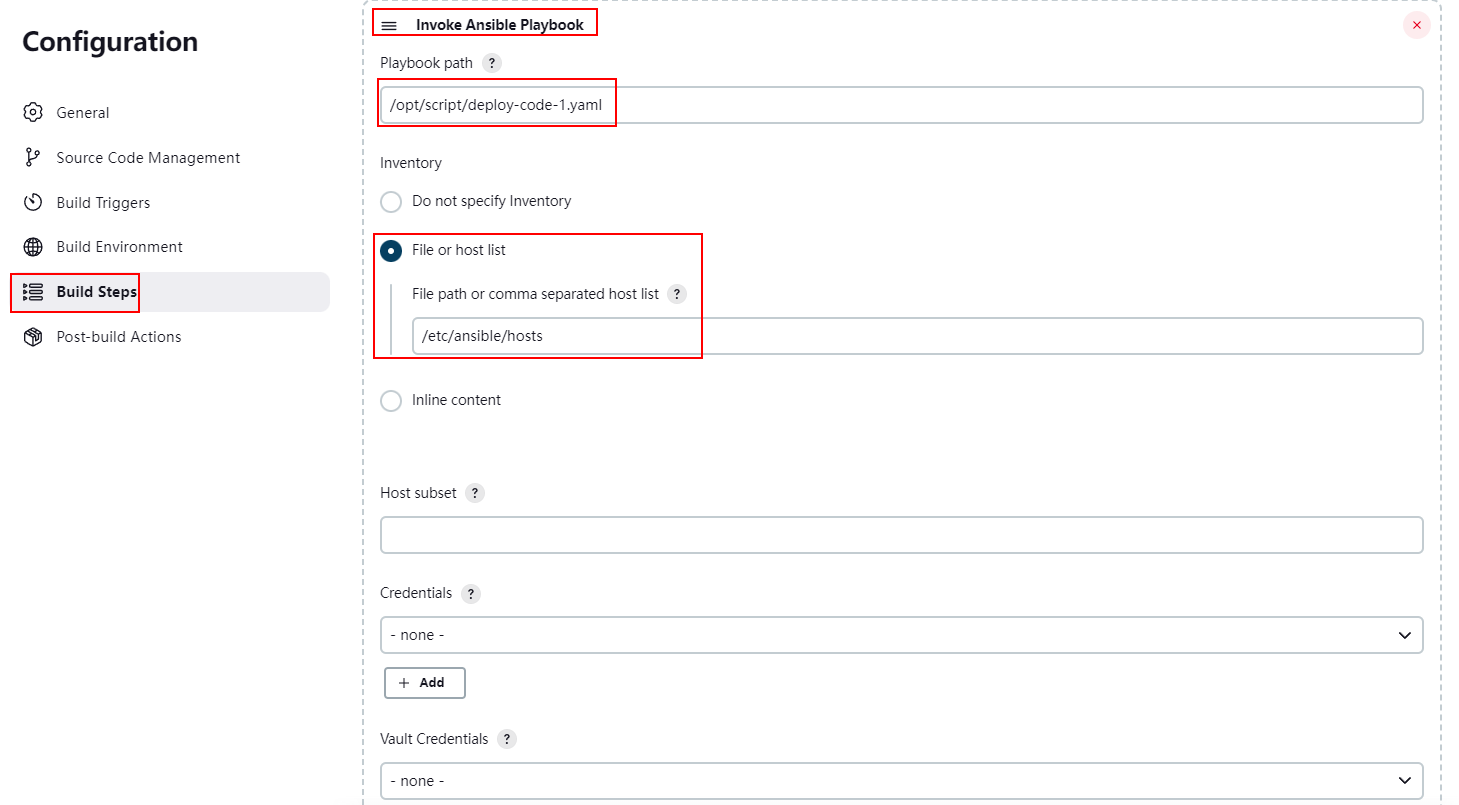 Configuration
General
Source Code Management
Build Triggers
Build Environment
Build Steps
Post-build Actions
Invoke Ansible Playbook
Playbook path ?
/opt/script/deploy-code-1.yaml
Inventory
Do not specify Inventory
File or host list
File path or comma separated host list ?
/etc/ansible/hosts
Inline content
Host subset ?
Credentials ?
- none -
+ Add
Vault Credentials ?
- none -